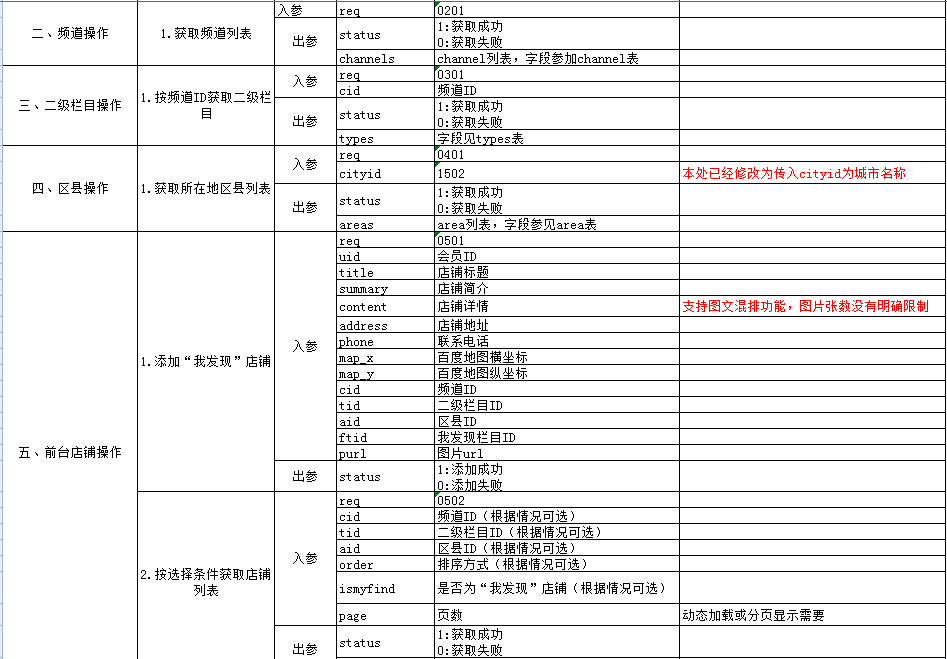 二、频道操作
1.获取频道列表
入参
req
0201
出参
status
1:获取成功
0:获取失败
channels
channel列表，字段参加channel表
三、二级栏目操作
1.按频道ID获取二级栏
目
入参
req
0301
cid
频道ID
出参
status
1:获取成功
0:获取失败
types
字段见types表
四、区县操作
1.获取所在地区县列表
入参
req
0401
cityid
1502
本处已经修改为传入cityid为城市名称
出参
status
1:获取成功
0:获取失败
areas
area列表，字段参见area表
五、前台店铺操作
1.添加“我发现”店铺
入参
req
0501
uid
会员ID
title
店铺标题
summary
店铺简介
content
店铺详情
支持图文混排功能，图片张数没有明确限制
address
店铺地址
phone
联系电话
map_x
百度地图横坐标
map_y
百度地图纵坐标
cid
频道ID
tid
二级栏目ID
aid
区县ID
ftid
我发现栏目ID
purl
图片url
出参
status
1:添加成功
0:添加失败
2.按选择条件获取店铺
列表
入参
req
0502
cid
频道ID（根据情况可选）
tid
二级栏目ID（根据情况可选）
aid
区县ID（根据情况可选）
order
排序方式（根据情况可选）
ismyfind
是否为“我发现”店铺（根据情况可选）
page
页数
动态加载或分页显示需要
出参
status
1:获取成功
0:获取失败